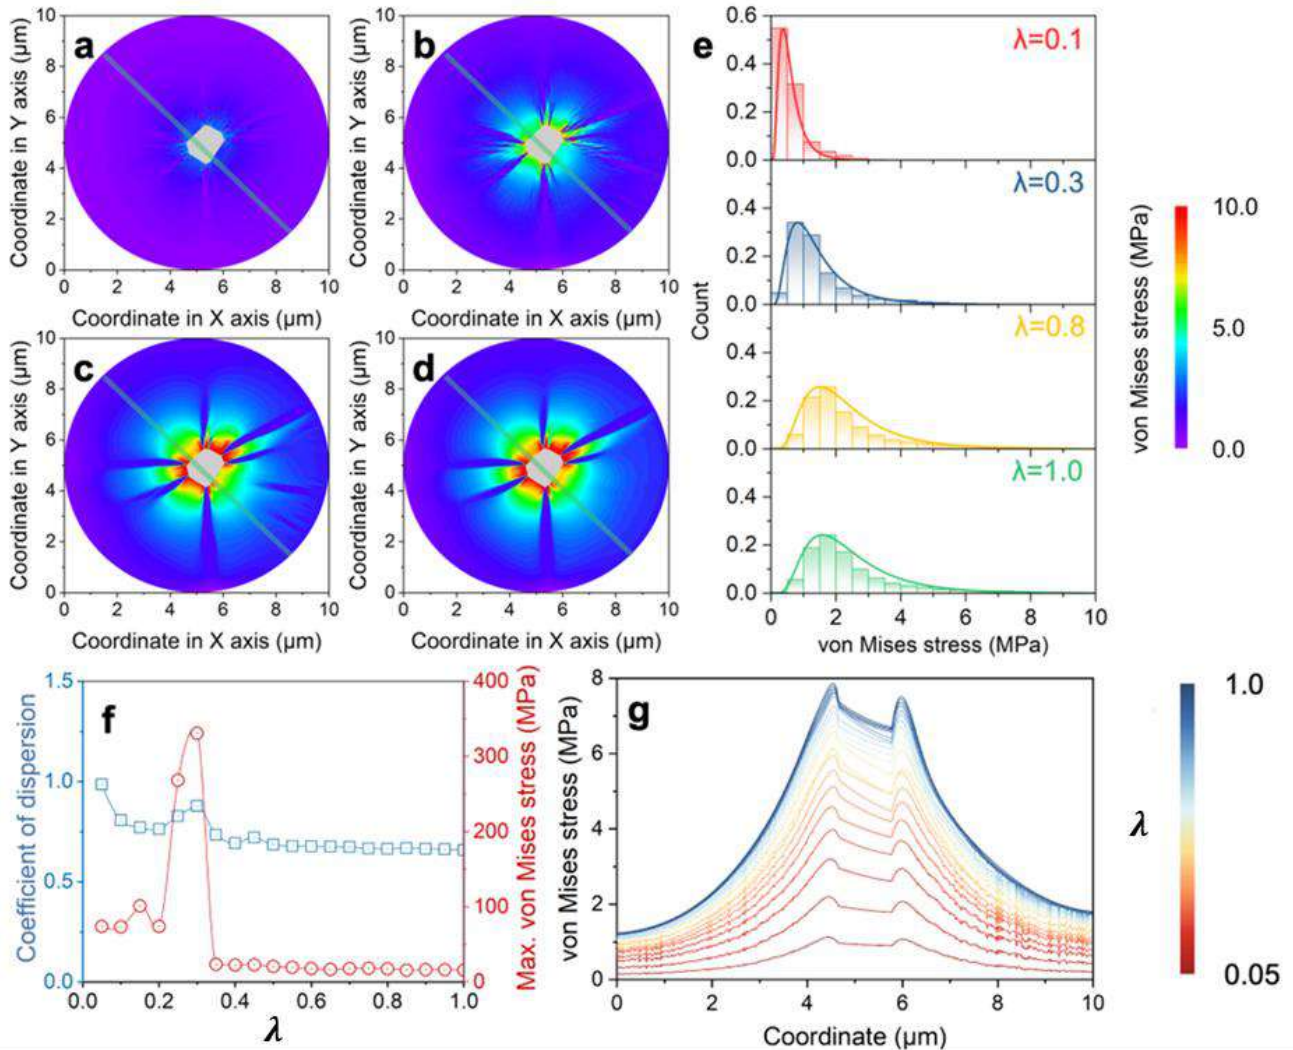 a
Coordinate in Y axis (μm)
10
8
6
4
2
0
0 2 4 6 8 10
Coordinate in X axis (μm)
b
Coordinate in Y axis (μm)
10
8
6
4
2
0
0 2 4 6 8 10
Coordinate in X axis (μm)
c
Coordinate in Y axis (μm)
10
8
6
4
2
0
0 2 4 6 8 10
Coordinate in X axis (μm)
d
Coordinate in Y axis (μm)
10
8
6
4
2
0
0 2 4 6 8 10
Coordinate in X axis (μm)
e
Count
0.6
0.4
0.2
0.0
λ=0.1
0.4
0.2
0.0
λ=0.3
0.4
0.2
0.0
λ=0.8
0.4
0.2
0.0
λ=1.0
0 2 4 6 8 10
von Mises stress (MPa)
von Mises stress (MPa)
10.0
5.0
0.0
f
Coefficient of dispersion
1.5
1.0
0.5
0.0
Max. von Mises stress (MPa)
400
300
200
100
0
0.0 0.2 0.4 0.6 0.8 1.0
λ
g
von Mises stress (MPa)
8
6
4
2
0
0 2 4 6 8 10
Coordinate (μm)
λ
1.0
0.05